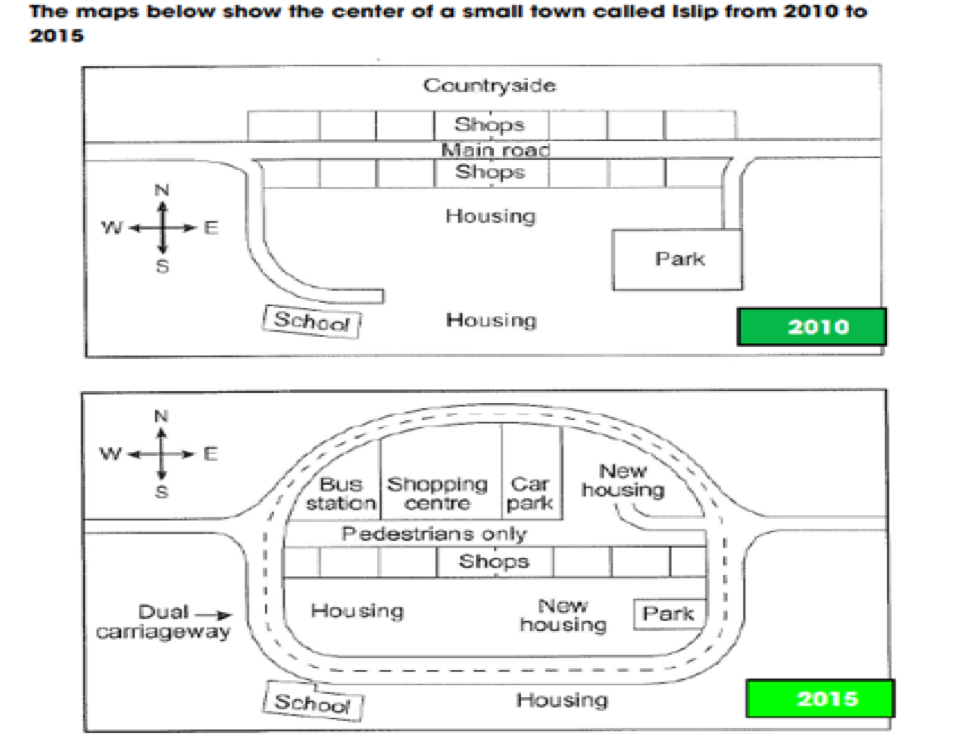 The maps below show the center of a small town called Islip from 2010 to
2015
Countryside
Shops
Main road
Shops
N
W E
S
Housing
Park
School
Housing
2010
N
W E
S
Bus
station
Shopping
centre
Car
park
New
housing
Pedestrians only
Shops
Dual
carriageway
Housing
New
housing
Park
School
Housing
2015